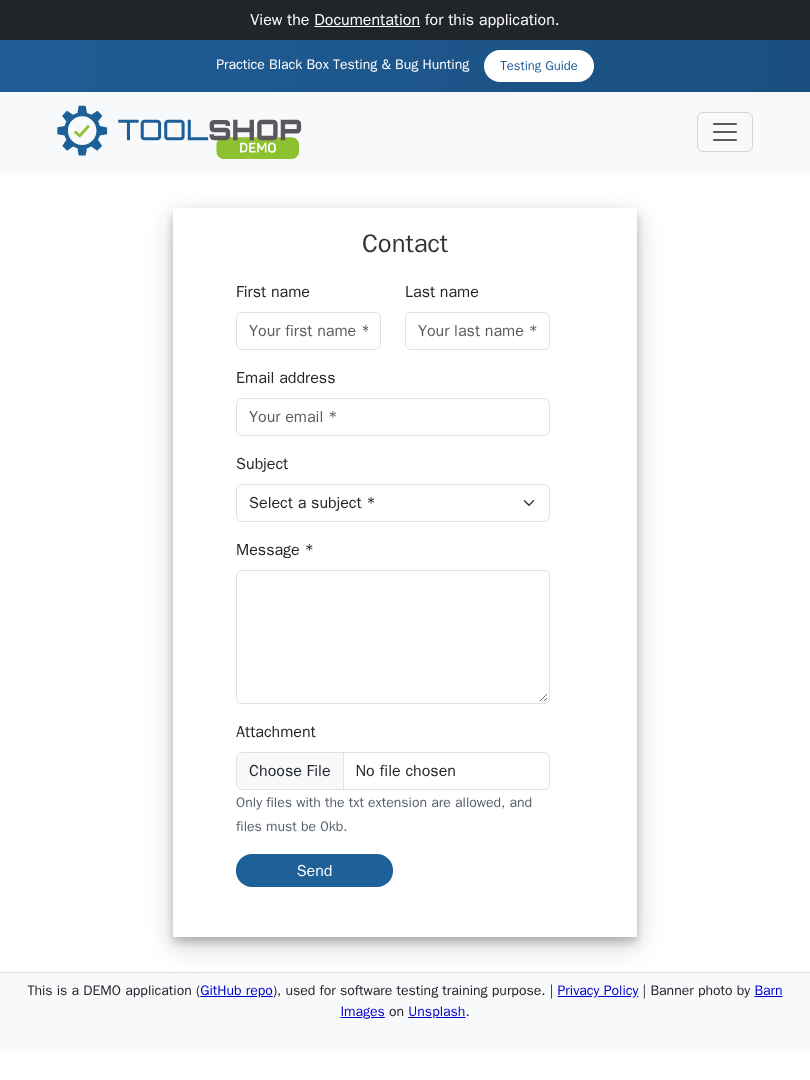 View the Documentation for this application.
Practice Black Box Testing & Bug Hunting Testing Guide
TOOLSHOP
DEMO
Contact
First name Last name
Your first name * Your last name *
Email address
Your email *
Subject
Select a subject *
Message *
Attachment
Choose File No file chosen
Only files with the txt extension are allowed, and
files must be 0kb.
Send
This is a DEMO application (GitHub repo), used for software testing training purpose. | Privacy Policy | Banner photo by Barn
Images on Unsplash.